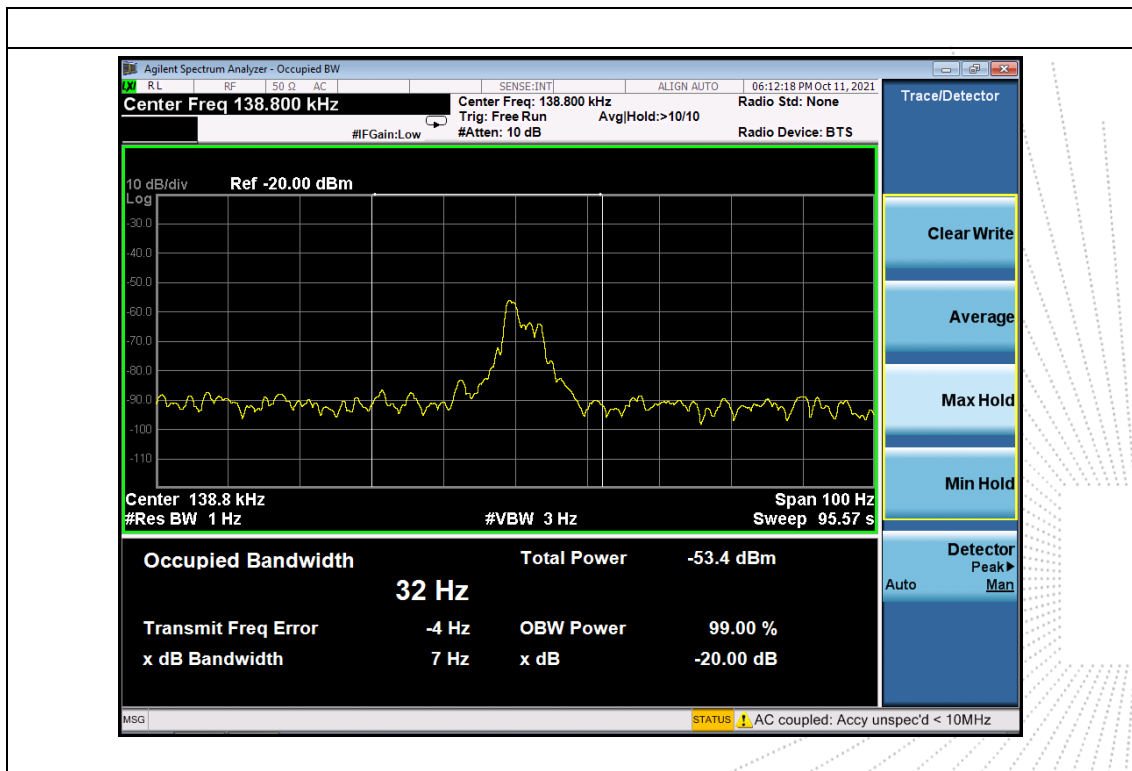 Agilent Spectrum Analyzer - Occupied BW
LXI RL RF 50 Ω AC SENSE:INT ALIGN AUTO 06:12:18 PM Oct 11, 2021
Center Freq 138.800 kHz
Center Freq: 138.800 kHz Radio Std: None
Trig: Free Run Avg|Hold:>10/10
#IFGain:Low #Atten: 10 dB Radio Device: BTS
Trace/Detector
10 dB/div Ref -20.00 dBm
Log
-30.0
-40.0
-50.0
-60.0
-70.0
-80.0
-90.0
-100
-110
Center 138.8 kHz Span 100 Hz
#Res BW 1 Hz #VBW 3 Hz Sweep 95.57 s
Occupied Bandwidth Total Power -53.4 dBm
32 Hz
Transmit Freq Error -4 Hz OBW Power 99.00 %
x dB Bandwidth 7 Hz x dB -20.00 dB
Clear Write
Average
Max Hold
Min Hold
Detector
Peak▶
Auto Man
MSG STATUS AC coupled: Accy unspec'd < 10MHz